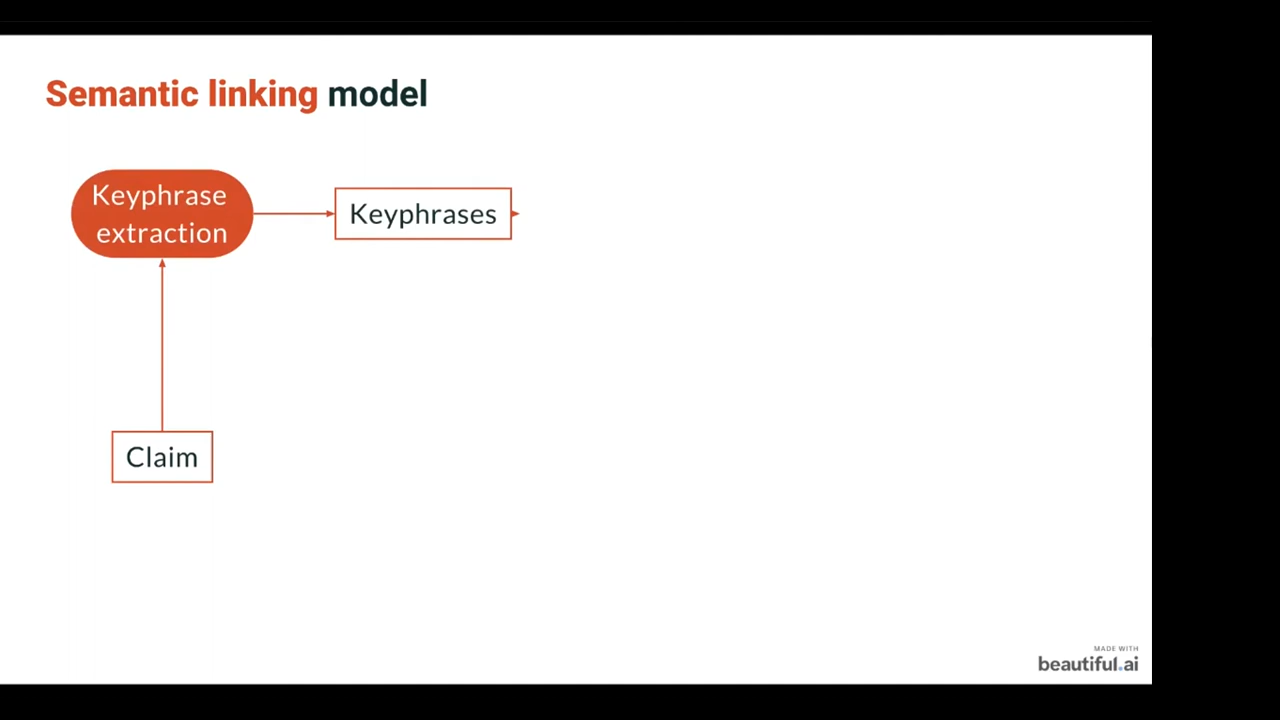 Semantic linking model
Keyphrase
extraction
Keyphrases
Claim
MADE WITH
beautiful.ai